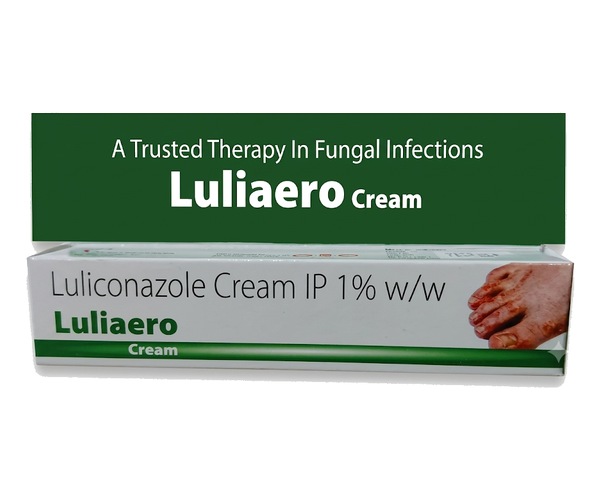 A Trusted Therapy In Fungal Infections
Luliaero Cream
Luliconazole Cream IP 1% w/w
Luliaero
Cream